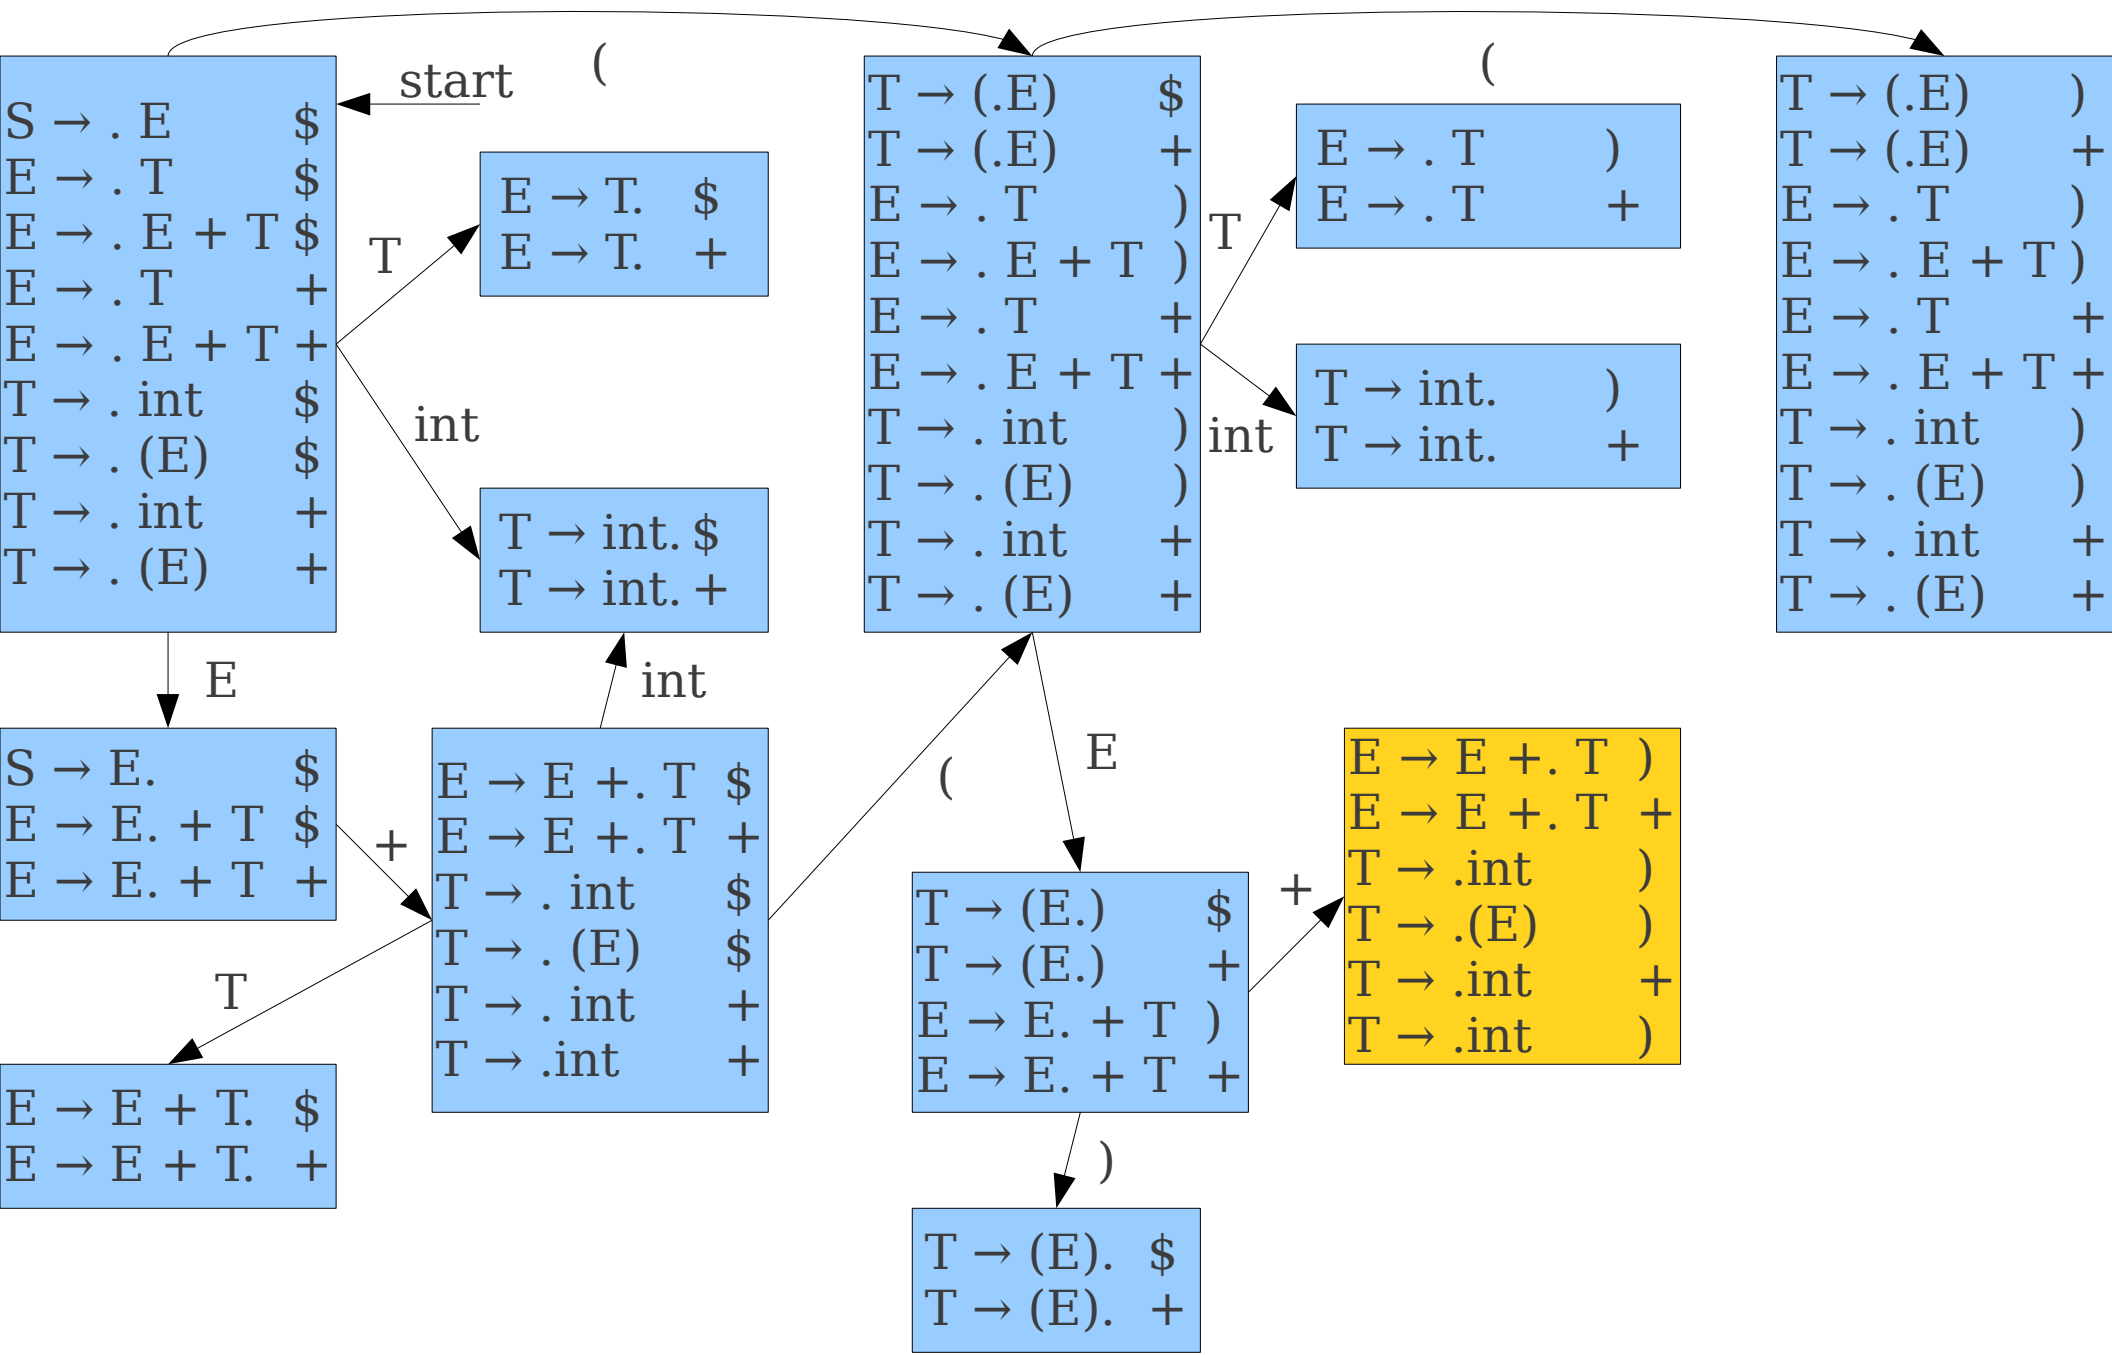 (
(
start
S → . E $
E → . T $
E → . E + T $
E → . T +
E → . E + T +
T → . int $
T → . (E) $
T → . int +
T → . (E) +
T
E → T. $
E → T. +
int
T → int. $
T → int. +
T → (.E) $
T → (.E) +
E → . T )
E → . E + T )
E → . T +
E → . E + T +
T → . int )
T → . (E) )
T → . int +
T → . (E) +
T
E → . T )
E → . T +
int
T → int. )
T → int. +
T → (.E) )
T → (.E) +
E → . T )
E → . E + T )
E → . T +
E → . E + T +
T → . int )
T → . (E) )
T → . int +
T → . (E) +
E
int
S → E. $
E → E. + T $
E → E. + T +
+
E → E +. T $
E → E +. T +
T → . int $
T → . (E) $
T → . int +
T → .int +
(
E
T
E → E + T. $
E → E + T. +
T → (E.) $
T → (E.) +
E → E. + T )
E → E. + T +
+
E → E +. T )
E → E +. T +
T → .int )
T → .(E) )
T → .int +
T → .int )
)
T → (E). $
T → (E). +